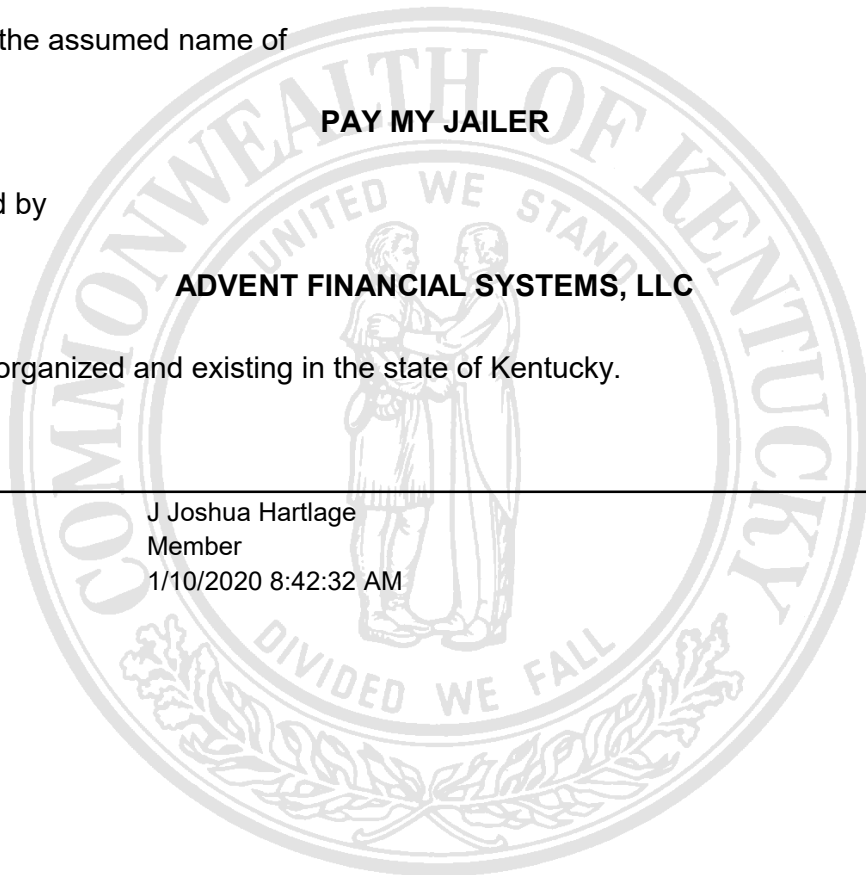 the assumed name of
PAY MY JAILER
d by
ADVENT FINANCIAL SYSTEMS, LLC
organized and existing in the state of Kentucky.
J Joshua Hartlage
Member
1/10/2020 8:42:32 AM
COMMONWEALTH OF KENTUCKY
UNITED WE STAND
DIVIDED WE FALL